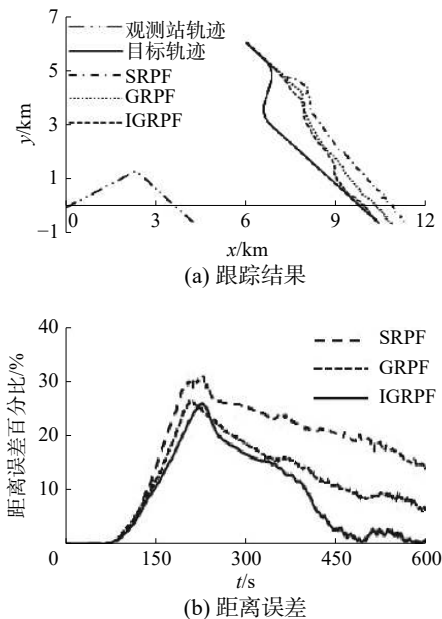 7
6
5
4
3
1
−1
y/km
观测站轨迹
目标轨迹
SRPF
GRPF
IGRPF
0 3 6 9 12
x/km
(a) 跟踪结果
40
30
20
10
距离误差百分比/%
SRPF
GRPF
IGRPF
0 150 300 450 600
t/s
(b) 距离误差